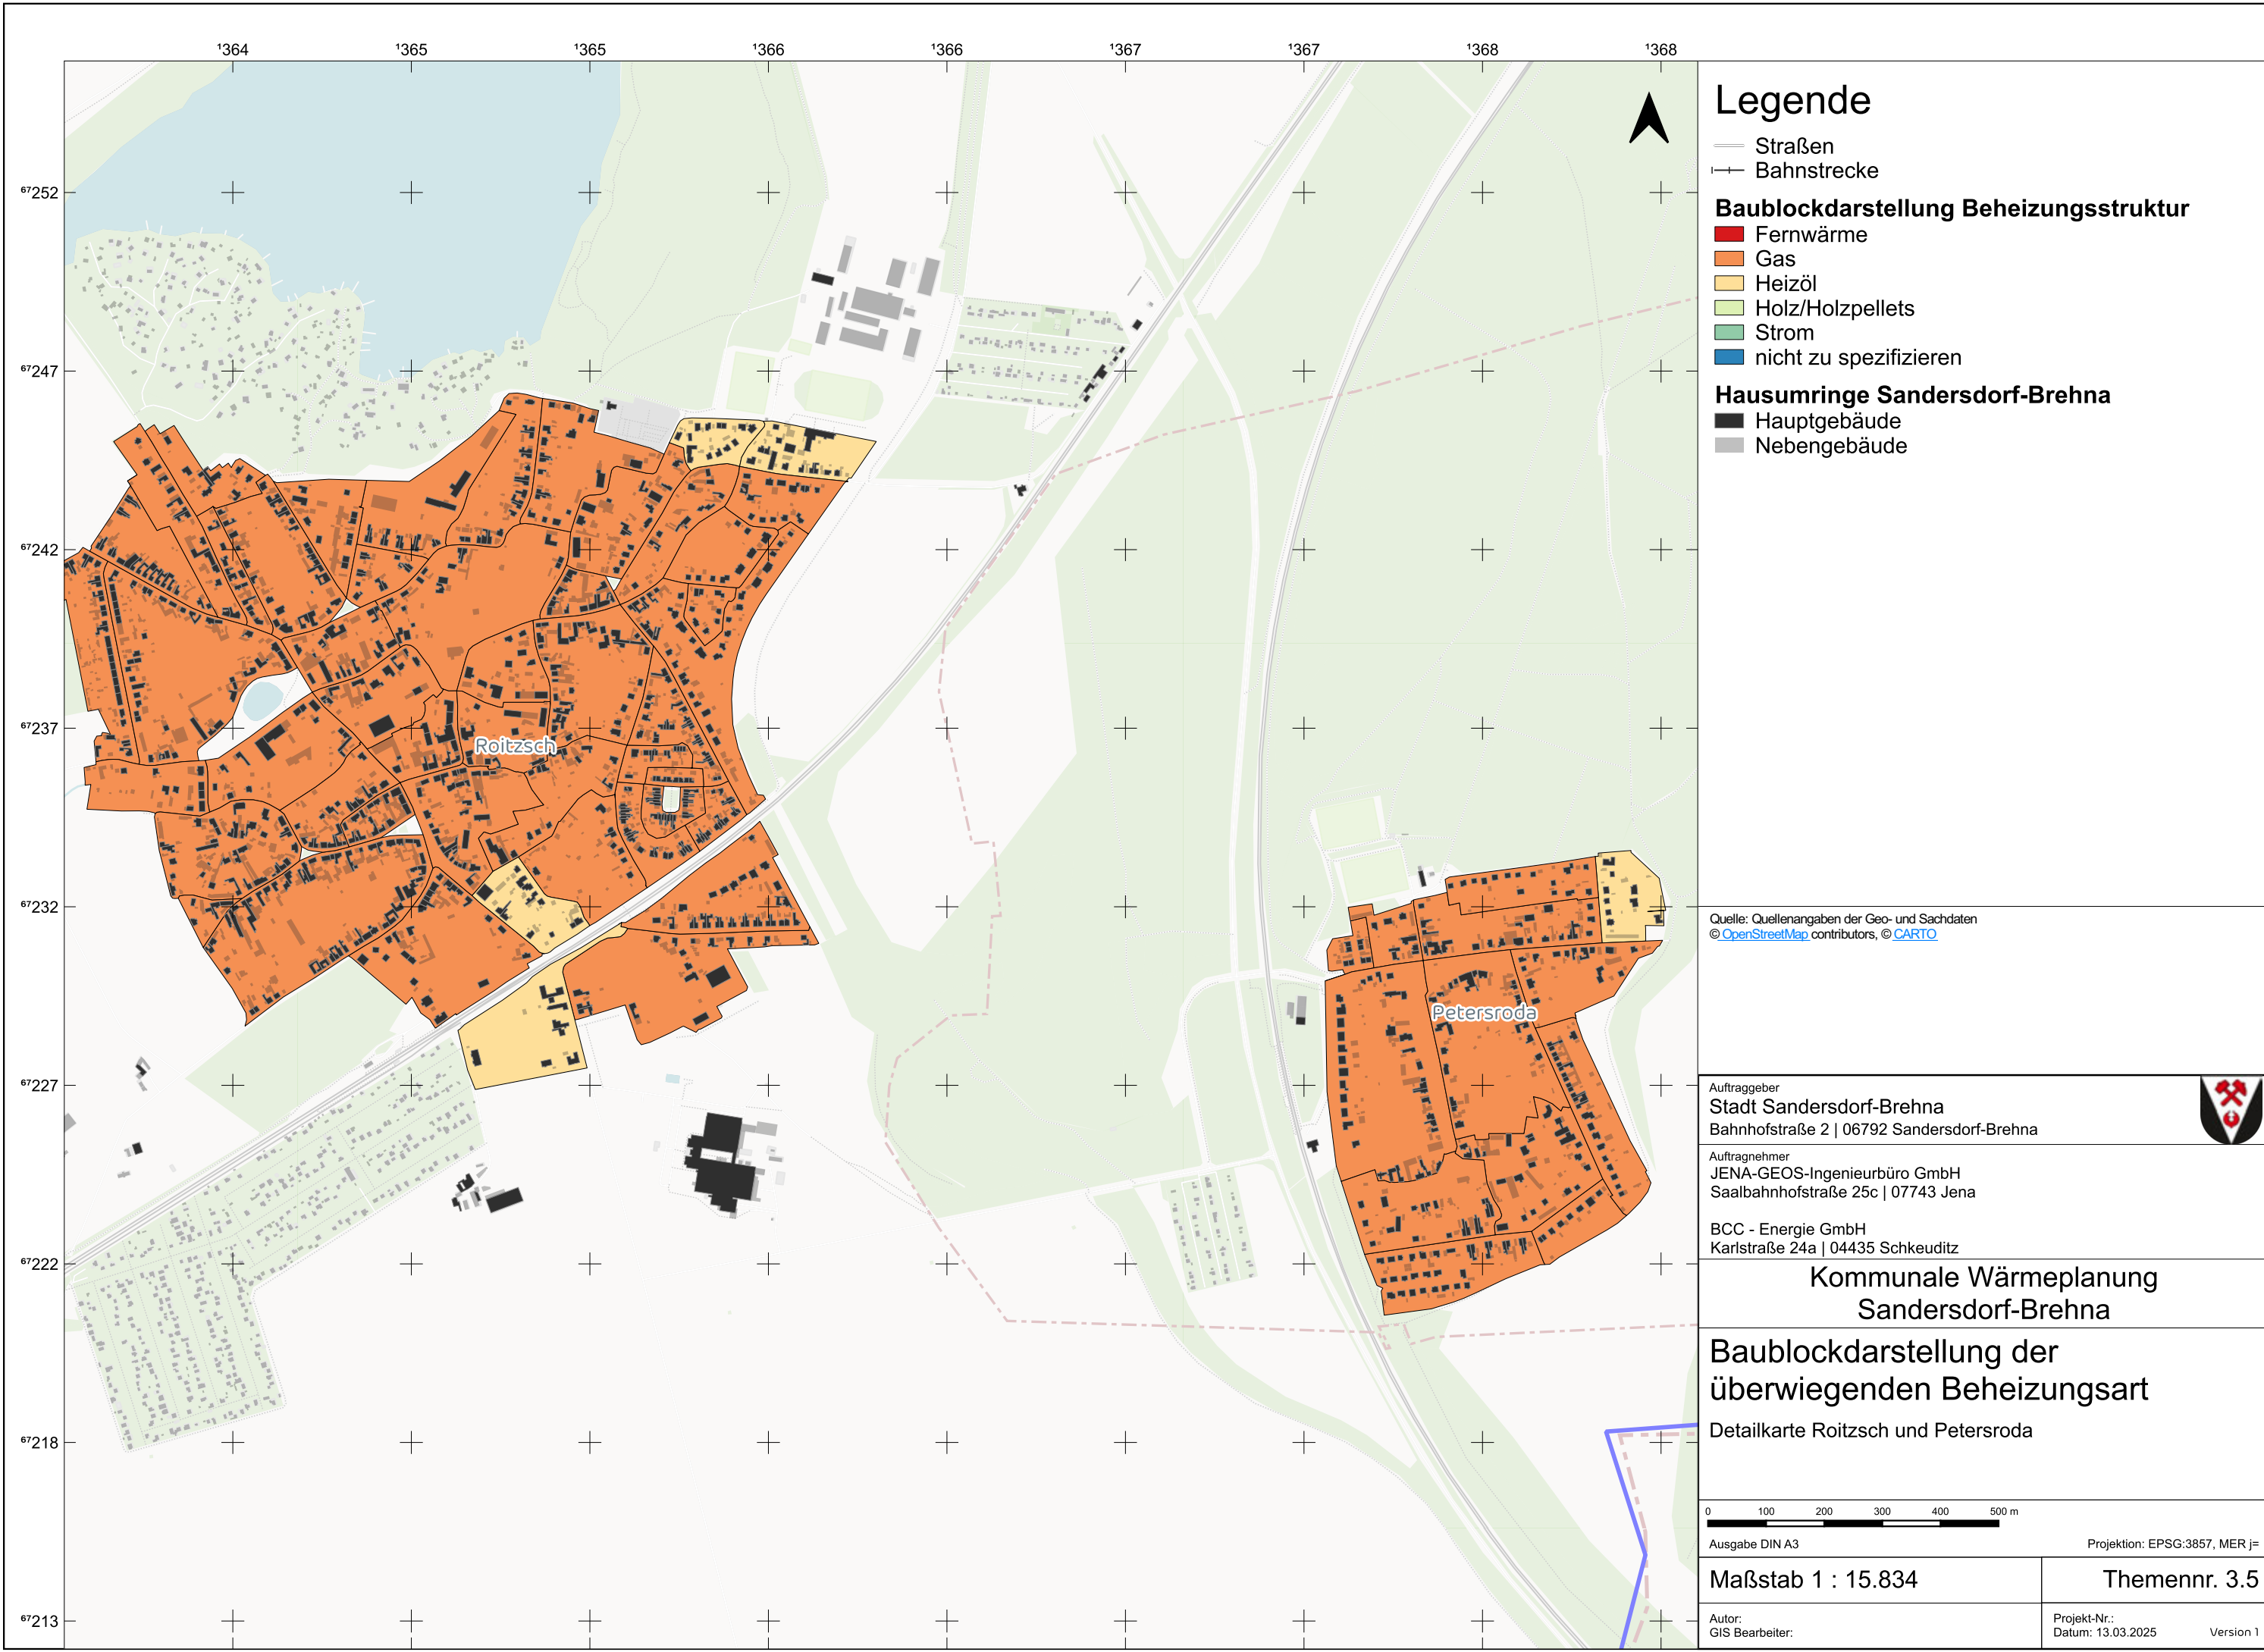 ¹364 ¹365 ¹365 ¹366 ¹366 ¹367 ¹367 ¹368 ¹368
⁶⁷252
⁶⁷247
⁶⁷242
⁶⁷237
⁶⁷232
⁶⁷227
⁶⁷222
⁶⁷218
⁶⁷213
Roitzsch
Petersroda
Legende
Straßen
Bahnstrecke
Baublockdarstellung Beheizungsstruktur
Fernwärme
Gas
Heizöl
Holz/Holzpellets
Strom
nicht zu spezifizieren
Hausumringe Sandersdorf-Brehna
Hauptgebäude
Nebengebäude
Quelle: Quellenangaben der Geo- und Sachdaten
© OpenStreetMap contributors, © CARTO
Auftraggeber
Stadt Sandersdorf-Brehna
Bahnhofstraße 2 | 06792 Sandersdorf-Brehna
Auftragnehmer
JENA-GEOS-Ingenieurbüro GmbH
Saalbahnhofstraße 25c | 07743 Jena
BCC - Energie GmbH
Karlstraße 24a | 04435 Schkeuditz
Kommunale Wärmeplanung
Sandersdorf-Brehna
Baublockdarstellung der
überwiegenden Beheizungsart
Detailkarte Roitzsch und Petersroda
0 100 200 300 400 500 m
Ausgabe DIN A3 Projektion: EPSG:3857, MER j=
Maßstab 1 : 15.834 Themennr. 3.5
Autor:
GIS Bearbeiter:
Projekt-Nr.:
Datum: 13.03.2025 Version 1